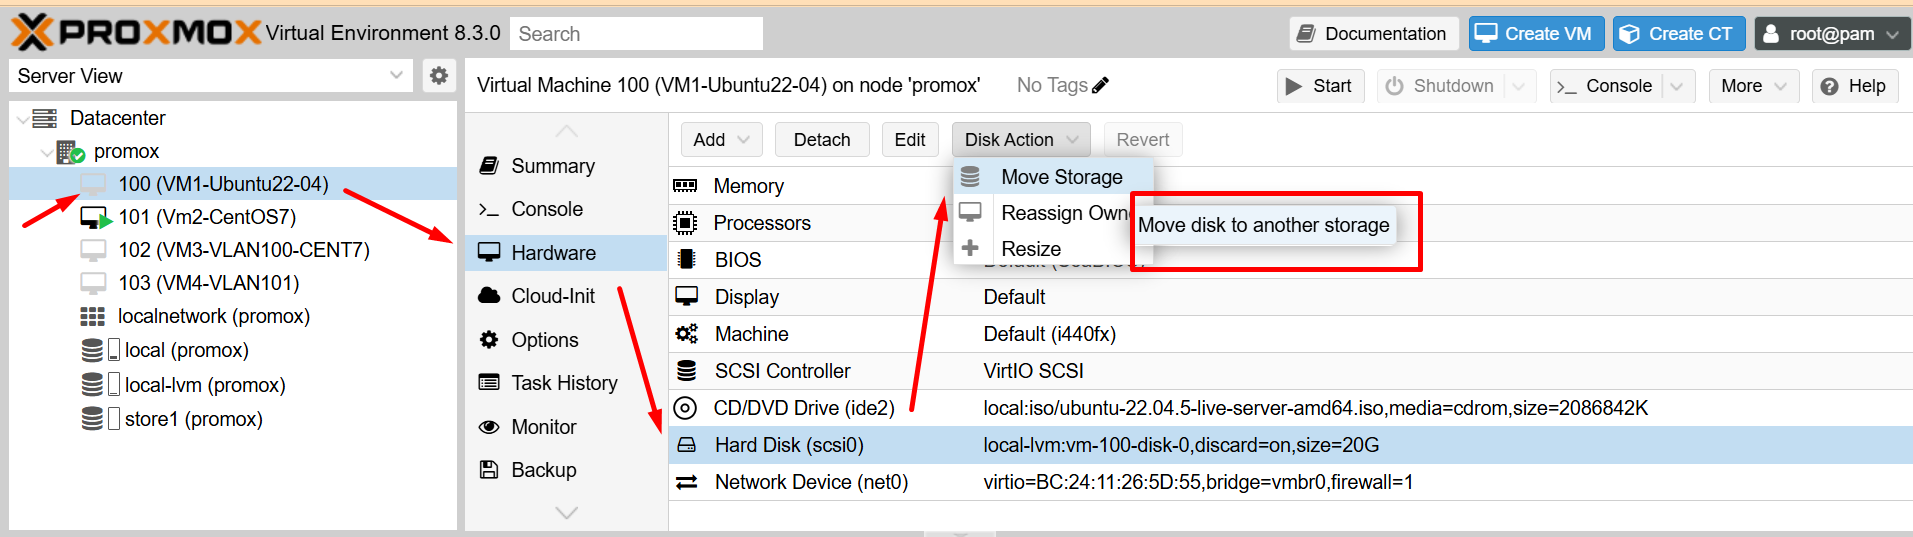 PROXMOX Virtual Environment 8.3.0 Search Documentation Create VM Create CT root@pam
Server View
Datacenter
promox
100 (VM1-Ubuntu22-04)
101 (Vm2-CentOS7)
102 (VM3-VLAN100-CENT7)
103 (VM4-VLAN101)
localnetwork (promox)
local (promox)
local-lvm (promox)
store1 (promox)
Virtual Machine 100 (VM1-Ubuntu22-04) on node 'promox' No Tags Start Shutdown Console More Help
Summary
Console
Hardware
Cloud-Init
Options
Task History
Monitor
Backup
Add Detach Edit Disk Action Revert
Move Storage
Reassign Own
Resize
Move disk to another storage
Memory
Processors
BIOS
Display Default
Machine Default (i440fx)
SCSI Controller VirtIO SCSI
CD/DVD Drive (ide2) local:iso/ubuntu-22.04.5-live-server-amd64.iso,media=cdrom,size=2086842K
Hard Disk (scsi0) local-lvm:vm-100-disk-0,discard=on,size=20G
Network Device (net0) virtio=BC:24:11:26:5D:55,bridge=vmbr0,firewall=1